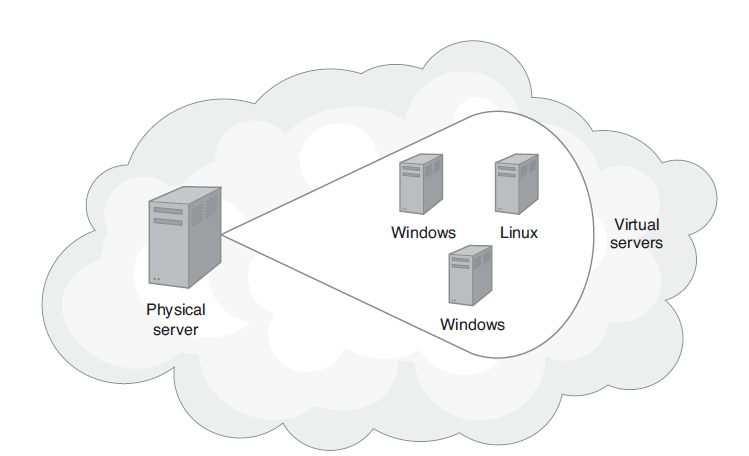 Windows
Linux
Virtual
servers
Physical
server
Windows